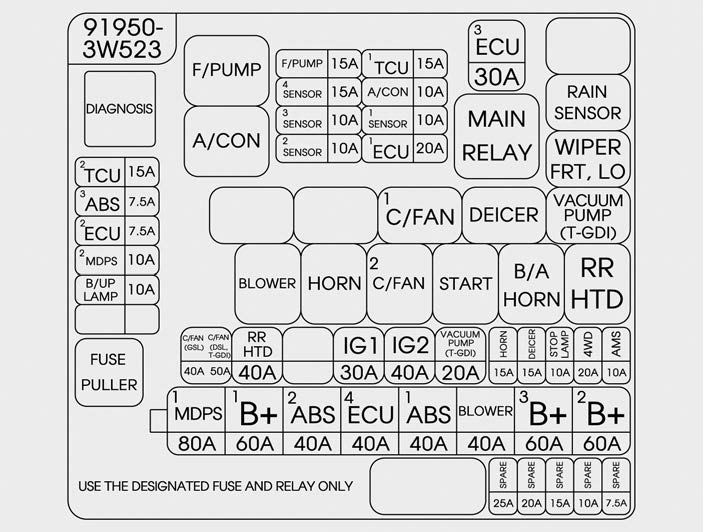 91950-
3W523
DIAGNOSIS
F/PUMP
A/CON
F/PUMP 15A 1 TCU 15A
4 SENSOR 15A A/CON 10A
3 SENSOR 10A 1 SENSOR 10A
2 SENSOR 10A 1 ECU 20A
3 ECU
30A
MAIN
RELAY
RAIN
SENSOR
WIPER
FRT, LO
VACUUM
PUMP
(T-GDI)
2 TCU 15A
3 ABS 7.5A
2 ECU 7.5A
2 MDPS 10A
B/UP
LAMP 10A
FUSE
PULLER
1 C/FAN
DEICER
BLOWER
HORN
2 C/FAN
START
B/A
HORN
RR
HTD
C/FAN
(GSL)
40A
C/FAN
(DSL,
T-GDI)
50A
RR
HTD
40A
IG1
30A
IG2
40A
VACUUM
PUMP
(T-GDI)
20A
HORN
15A
DEICER
15A
STOP
LAMP
10A
4WD
20A
AMS
10A
1 MDPS
80A
1 B+
60A
2 ABS
40A
4 ECU
40A
1 ABS
40A
BLOWER
40A
3 B+
60A
2 B+
60A
USE THE DESIGNATED FUSE AND RELAY ONLY
SPARE
25A
SPARE
20A
SPARE
15A
SPARE
10A
SPARE
7.5A